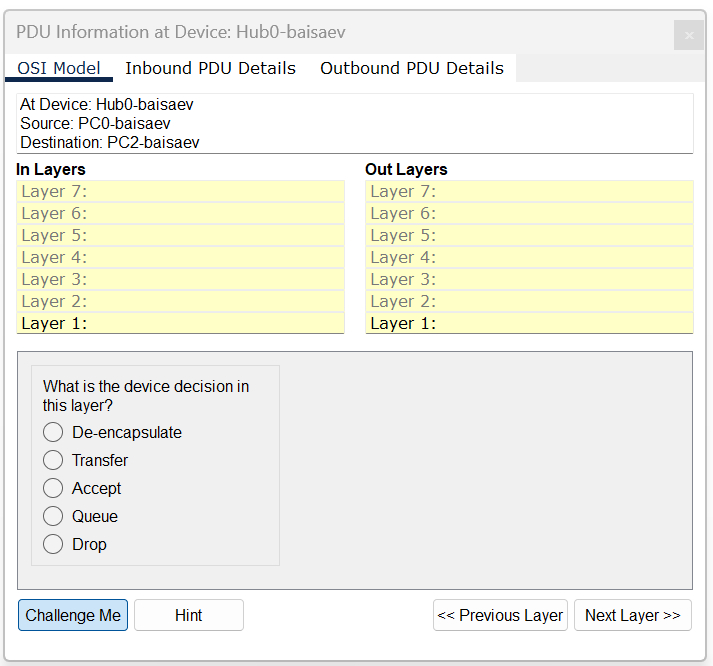 PDU Information at Device: Hub0-baisaev
×
OSI Model Inbound PDU Details Outbound PDU Details
At Device: Hub0-baisaev
Source: PC0-baisaev
Destination: PC2-baisaev
In Layers
Layer 7:
Layer 6:
Layer 5:
Layer 4:
Layer 3:
Layer 2:
Layer 1:
Out Layers
Layer 7:
Layer 6:
Layer 5:
Layer 4:
Layer 3:
Layer 2:
Layer 1:
What is the device decision in
this layer?
De-encapsulate
Transfer
Accept
Queue
Drop
Challenge Me Hint << Previous Layer Next Layer >>